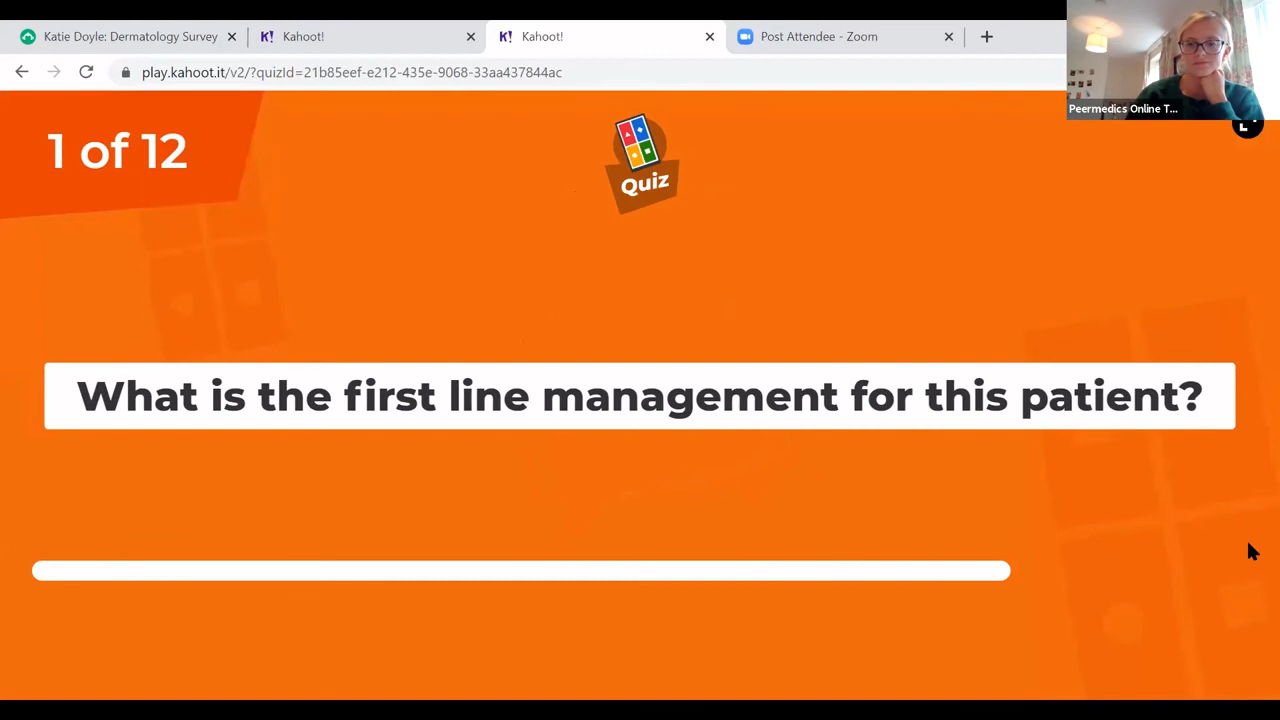 Katie Doyle: Dermatology Survey
K! Kahoot!
K! Kahoot!
Post Attendee - Zoom
play.kahoot.it/v2/?quizId=21b85eef-e212-435e-9068-33aa437844ac
Peermedics Online T...
1 of 12
Quiz
What is the first line management for this patient?